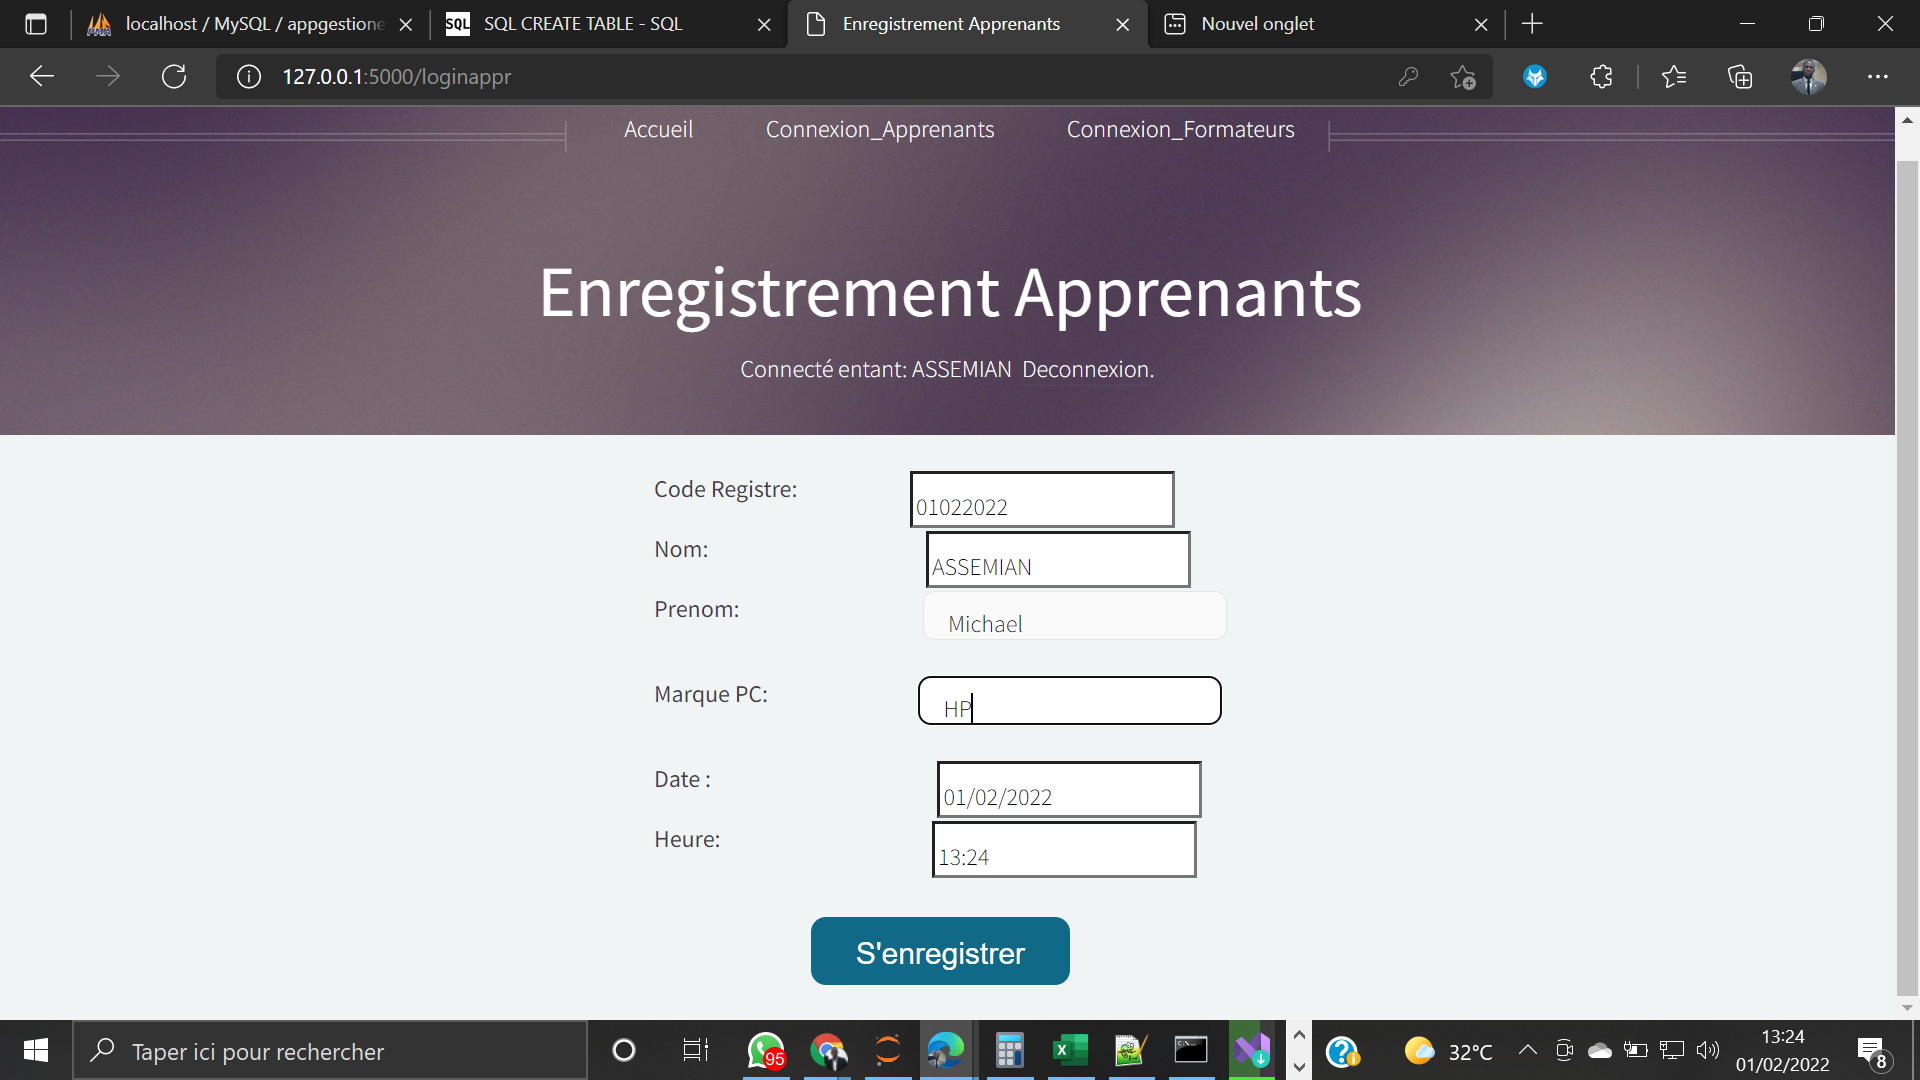 localhost / MySQL / appgestione
SQL SQL CREATE TABLE - SQL
Enregistrement Apprenants
Nouvel onglet
127.0.0.1:5000/loginappr
Accueil Connexion_Apprenants Connexion_Formateurs
Enregistrement Apprenants
Connecté entant: ASSEMIAN Deconnexion.
Code Registre: 01022022
Nom: ASSEMIAN
Prenom: Michael
Marque PC: HP
Date : 01/02/2022
Heure: 13:24
S'enregistrer
Taper ici pour rechercher
95
32°C
13:24
01/02/2022
8